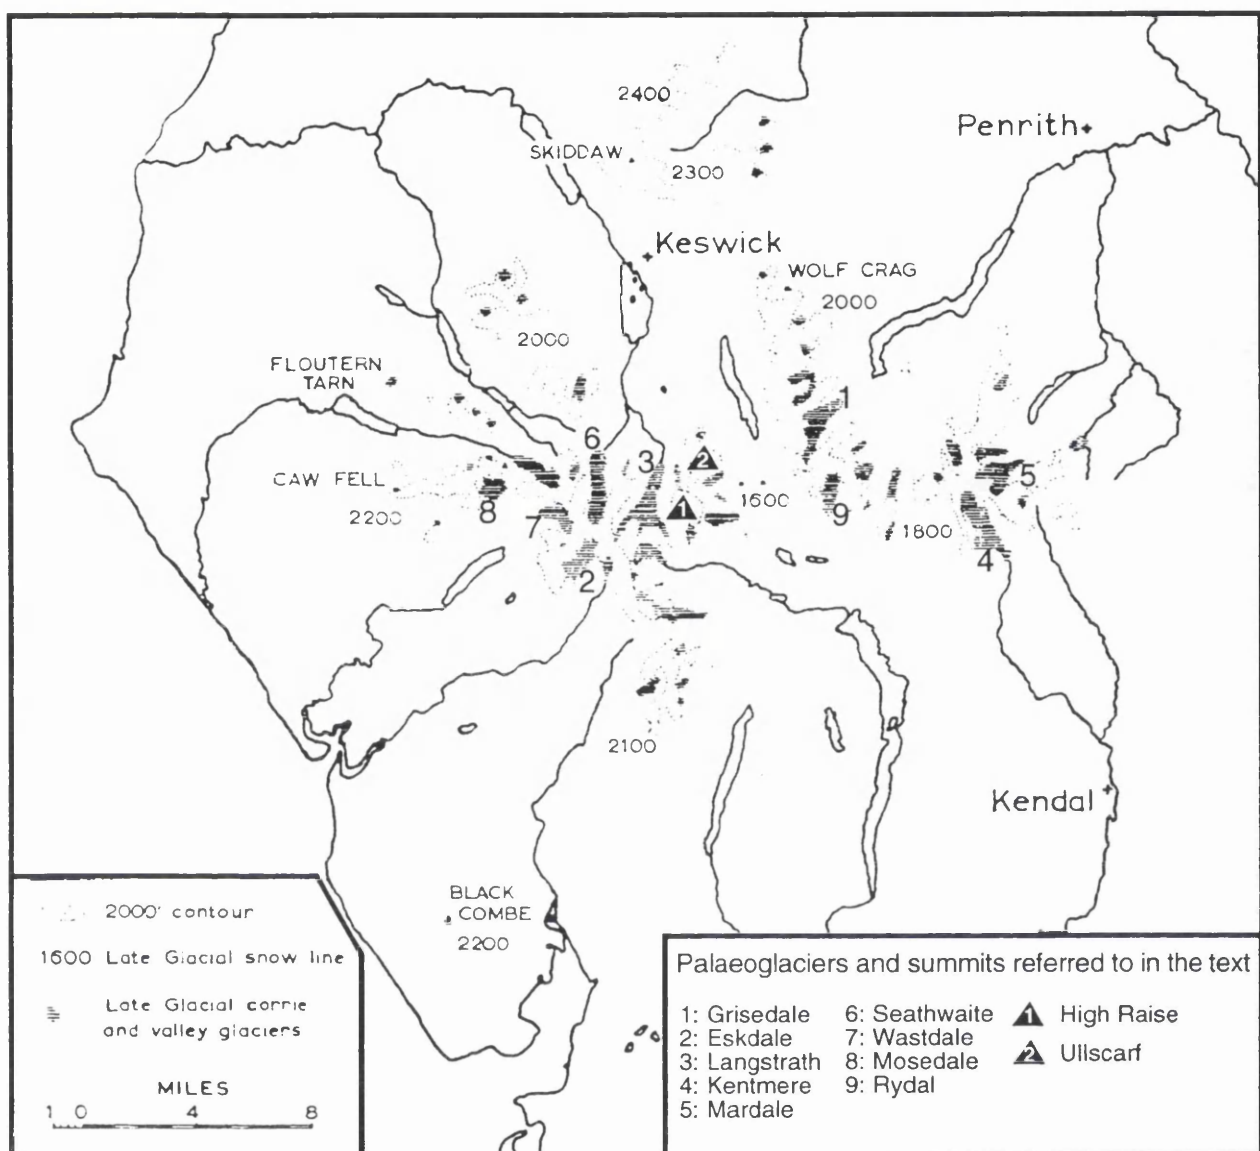 2400
Penrith
SKIDDAW
2300
Keswick
WOLF CRAG
2000
2000
FLOUTERN
TARN
1
6
2
3
CAW FELL
5
1600
2200
8
1
7
9
1800
4
2
2100
Kendal
BLACK
COMBE
2200
2000' contour
1600 Late Glacial snow line
Late Glacial corrie
and valley glaciers
MILES
1 0 4 8
Palaeoglaciers and summits referred to in the text
1: Grisedale 6: Seathwaite 1 High Raise
2: Eskdale 7: Wastdale 2 Ullscarf
3: Langstrath 8: Mosedale
4: Kentmere 9: Rydal
5: Mardale